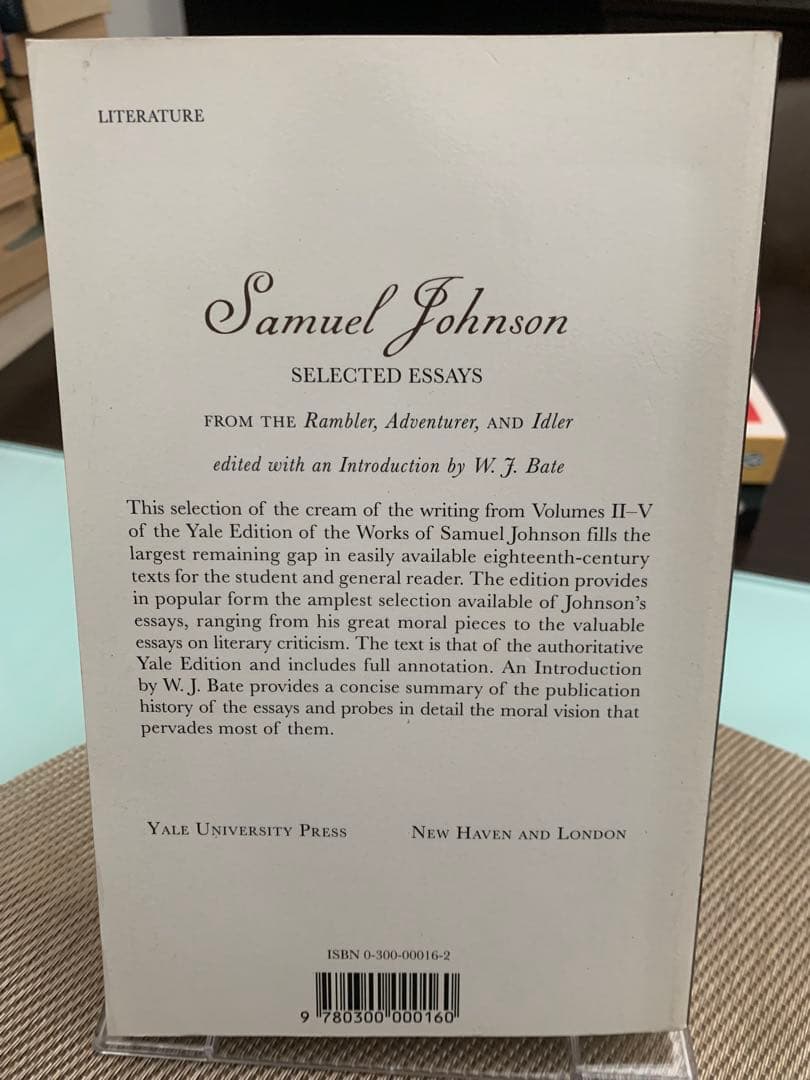 LITERATURE
Samuel Johnson
SELECTED ESSAYS
FROM THE Rambler, Adventurer, AND Idler
edited with an Introduction by W. J. Bate
This selection of the cream of the writing from Volumes II–V
of the Yale Edition of the Works of Samuel Johnson fills the
largest remaining gap in easily available eighteenth-century
texts for the student and general reader. The edition provides
in popular form the amplest selection available of Johnson's
essays, ranging from his great moral pieces to the valuable
essays on literary criticism. The text is that of the authoritative
Yale Edition and includes full annotation. An Introduction
by W. J. Bate provides a concise summary of the publication
history of the essays and probes in detail the moral vision that
pervades most of them.
YALE UNIVERSITY PRESS NEW HAVEN AND LONDON
ISBN 0-300-00016-2
9 780300 000160